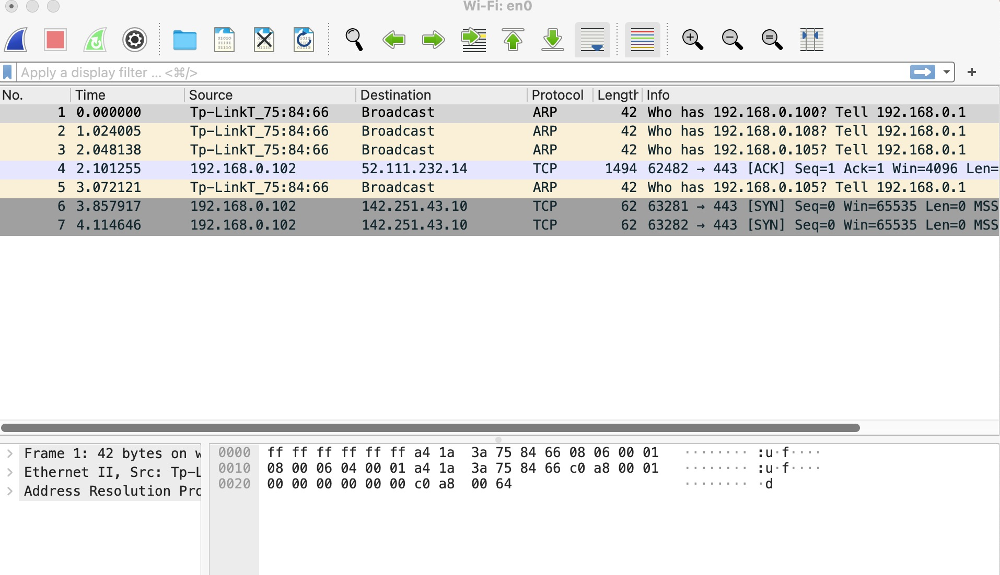 Wi-Fi: en0
Apply a display filter ... <⌘/>
No. Time Source Destination Protocol Length Info
1 0.000000 Tp-LinkT_75:84:66 Broadcast ARP 42 Who has 192.168.0.100? Tell 192.168.0.1
2 1.024005 Tp-LinkT_75:84:66 Broadcast ARP 42 Who has 192.168.0.108? Tell 192.168.0.1
3 2.048138 Tp-LinkT_75:84:66 Broadcast ARP 42 Who has 192.168.0.105? Tell 192.168.0.1
4 2.101255 192.168.0.102 52.111.232.14 TCP 1494 62482 → 443 [ACK] Seq=1 Ack=1 Win=4096 Len=
5 3.072121 Tp-LinkT_75:84:66 Broadcast ARP 42 Who has 192.168.0.105? Tell 192.168.0.1
6 3.857917 192.168.0.102 142.251.43.10 TCP 62 63281 → 443 [SYN] Seq=0 Win=65535 Len=0 MSS
7 4.114646 192.168.0.102 142.251.43.10 TCP 62 63282 → 443 [SYN] Seq=0 Win=65535 Len=0 MSS
Frame 1: 42 bytes on w
Ethernet II, Src: Tp-L
Address Resolution Pro
0000 ff ff ff ff ff ff a4 1a 3a 75 84 66 08 06 00 01 ········ :u·f····
0010 08 00 06 04 00 01 a4 1a 3a 75 84 66 c0 a8 00 01 ········ :u·f····
0020 00 00 00 00 00 00 c0 a8 00 64 ········ ·d